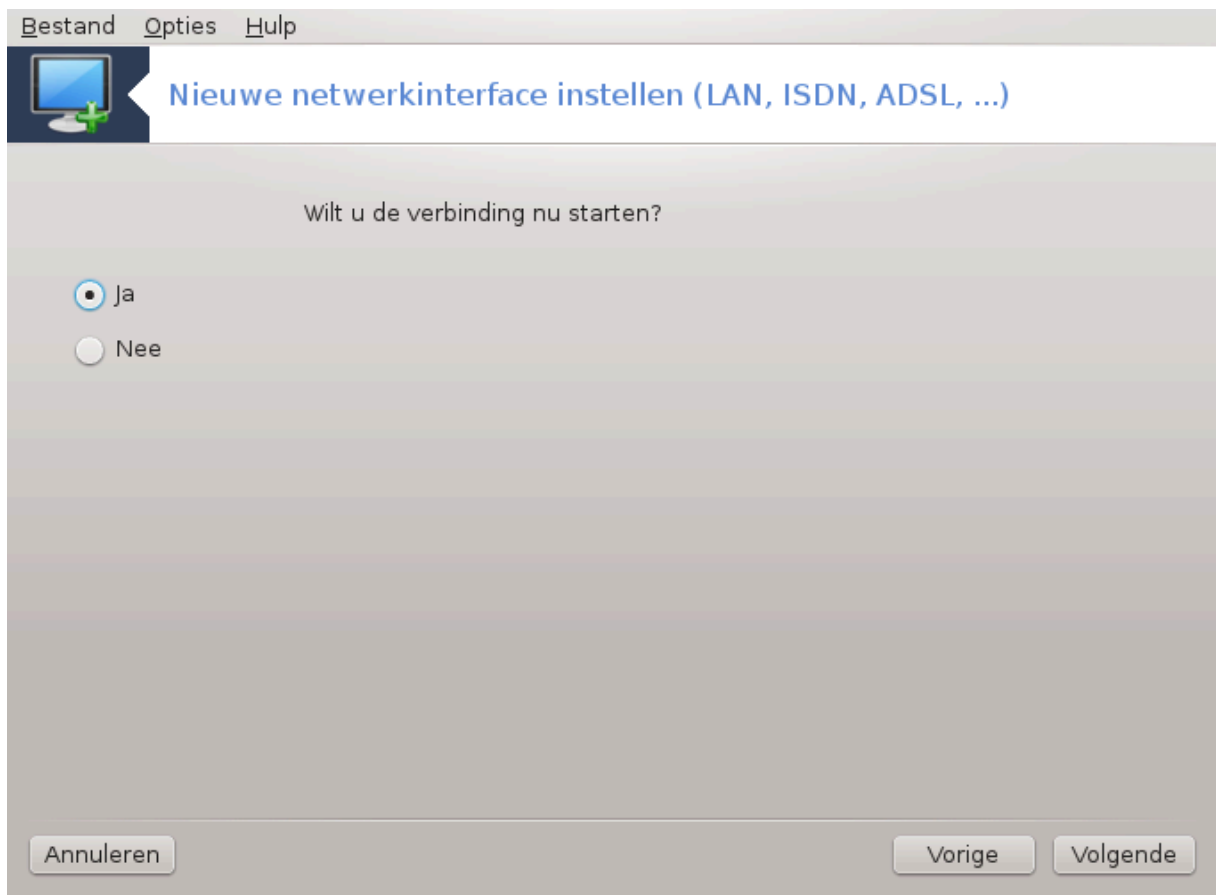 Bestand Opties Hulp
Nieuwe netwerkinterface instellen (LAN, ISDN, ADSL, ...)
Wilt u de verbinding nu starten?
Ja
Nee
Annuleren Vorige Volgende